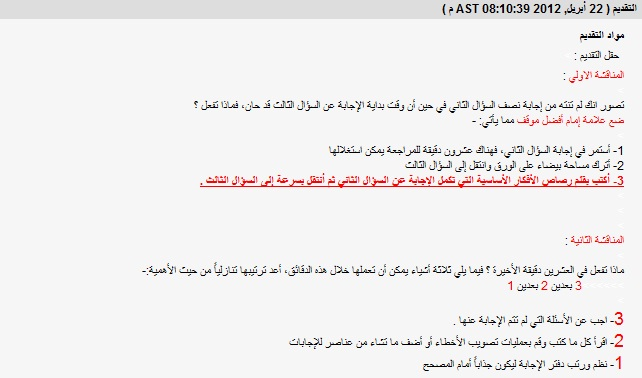 التقديم ( 22 أبريل, 2012 08:10:39 AST م )
مواد التقديم
حقل التقديم :
المناقشة الاولي :
تصور انك لم تنته من إجابة نصف السؤال الثاني في حين أن وقت بداية الإجابة عن السؤال الثالث قد حان، فماذا تفعل ؟
ضع علامة إمام أفضل موقف مما يأتي: -
1- أستمر في إجابة السؤال الثاني، فهناك عشرون دقيقة للمراجعة يمكن استغلالها
2- أترك مساحة بيضاء على الورق وانتقل إلى السؤال الثالث
3- أكتب بقلم رصاص الأفكار الأساسية التي تكمل الإجابة عن السؤال الثاني ثم أنتقل بسرعة إلى السؤال الثالث .
المناقشة الثانية :
ماذا تفعل في العشرين دقيقة الأخيرة ؟ فيما يلي ثلاثة أشياء يمكن أن تعملها خلال هذه الدقائق، أعد ترتيبها تنازلياً من حيث الأهمية:-
3 بعدين 2 بعدين 1
3- اجب عن الأسئلة التي لم تتم الإجابة عنها .
2- اقرأ كل ما كتب وقم بعمليات تصويب الأخطاء أو أضف ما تشاء من عناصر للإجابات
1- نظم ورتب دفتر الإجابة ليكون جذاباً أمام المصحح